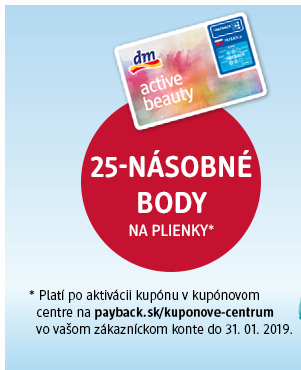 dm
active
beauty
PAYBACK
25-NÁSOBNÉ
BODY
NA PLIENKY*
* Platí po aktivácii kupónu v kupónovom
centre na payback.sk/kuponove-centrum
vo vašom zákazníckom konte do 31. 01. 2019.